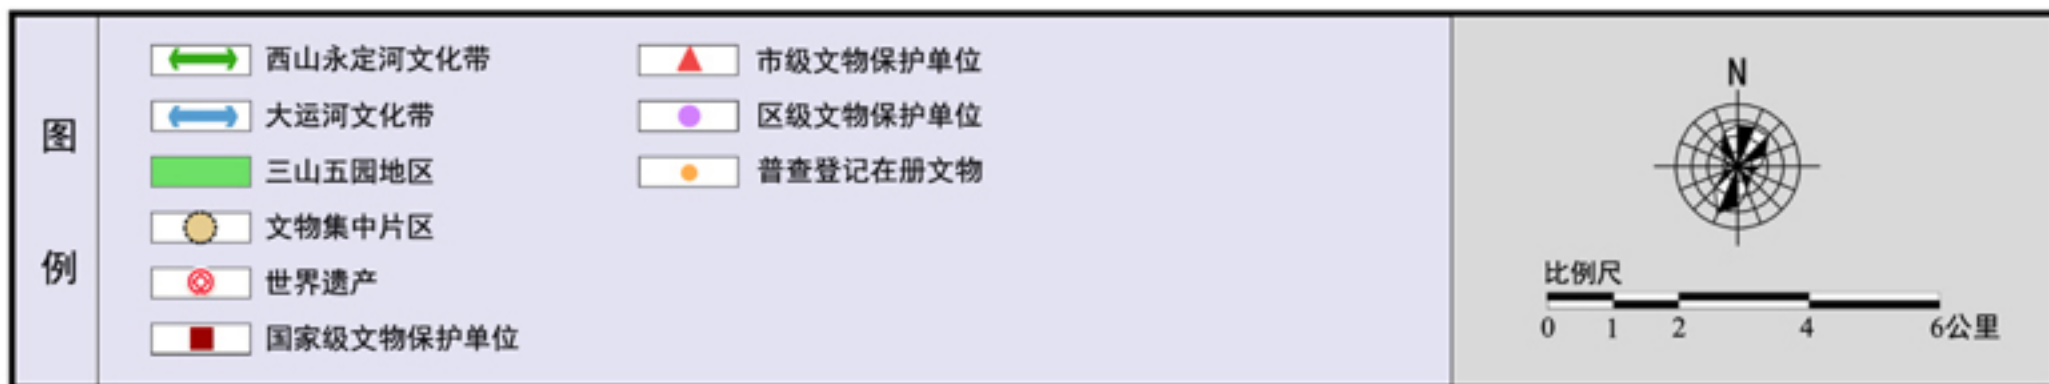 图例
西山永定河文化带
大运河文化带
三山五园地区
文物集中片区
世界遗产
国家级文物保护单位
市级文物保护单位
区级文物保护单位
普查登记在册文物
N
比例尺
0 1 2 4 6公里